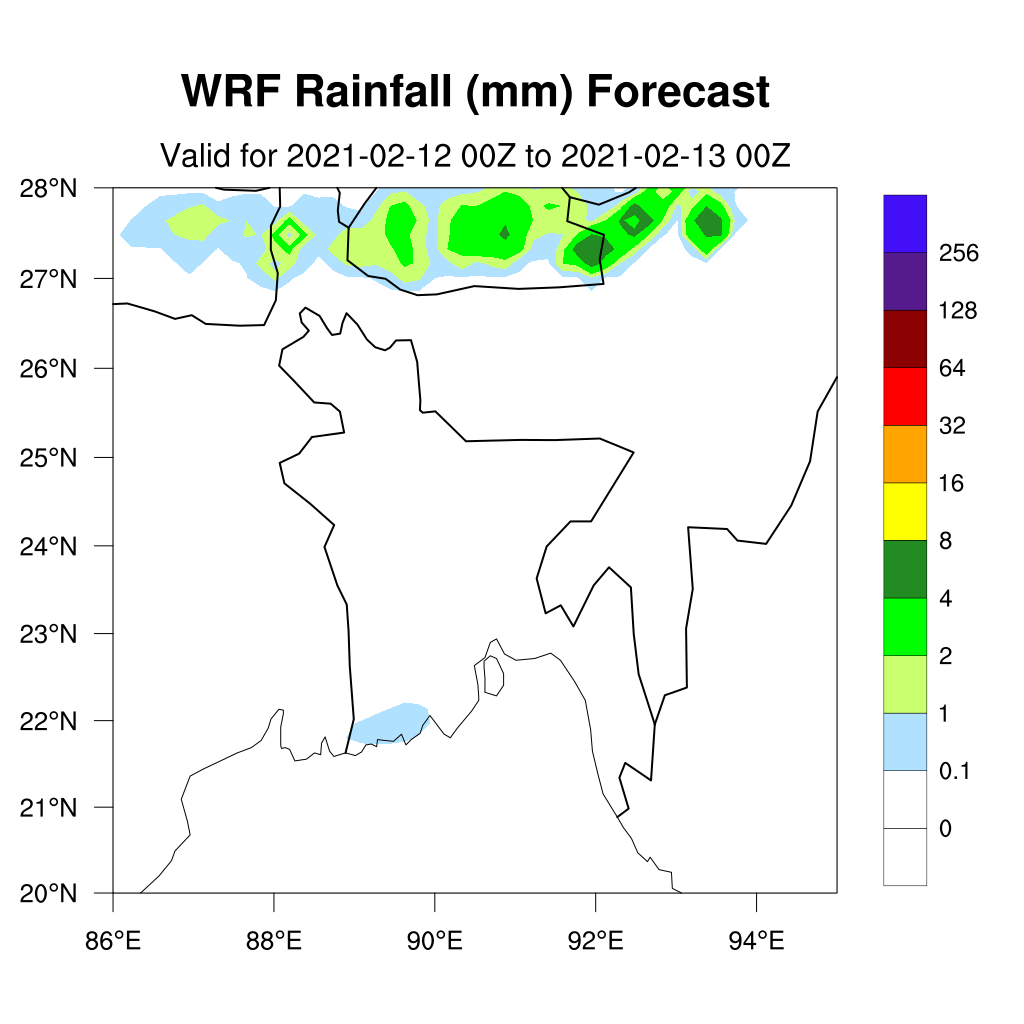 WRF Rainfall (mm) Forecast
Valid for 2021-02-12 00Z to 2021-02-13 00Z
28°N
27°N
26°N
25°N
24°N
23°N
22°N
21°N
20°N
86°E 88°E 90°E 92°E 94°E
256
128
64
32
16
8
4
2
1
0.1
0